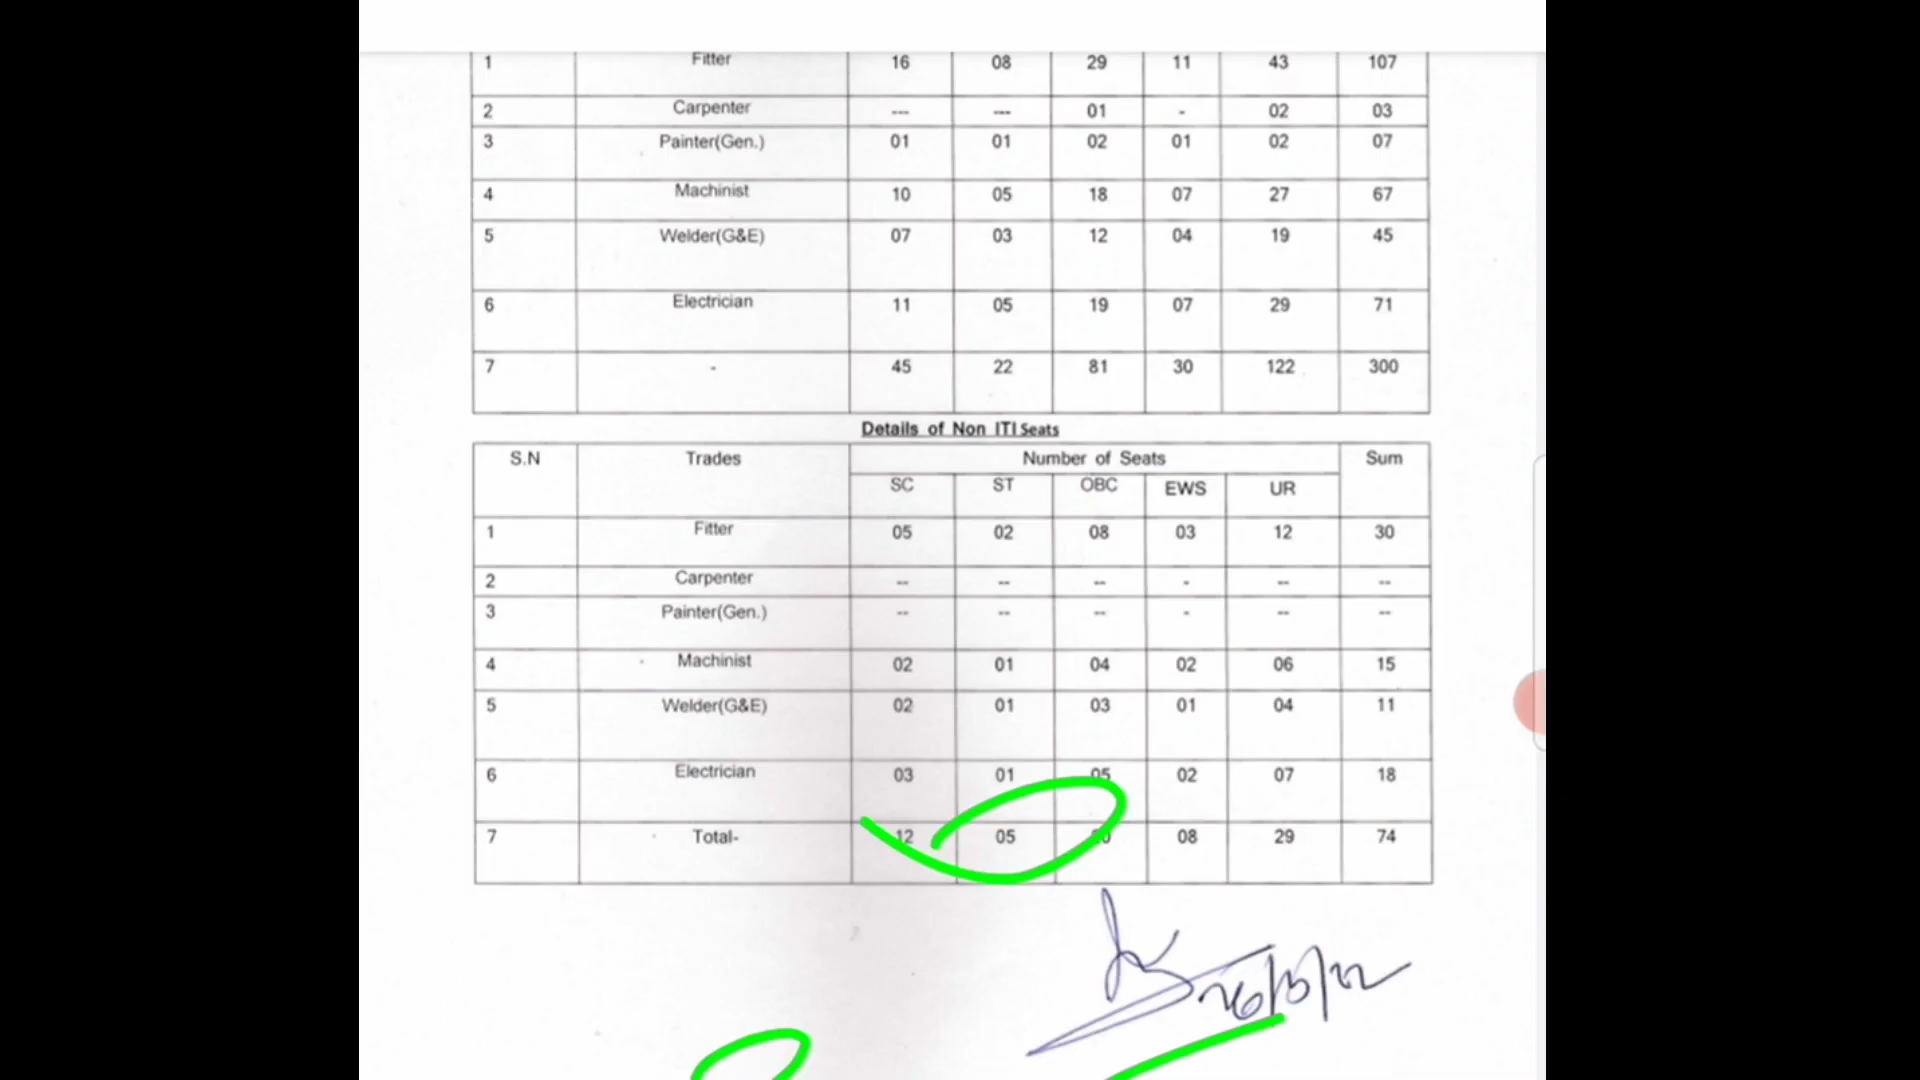 1 Fitter 16 08 29 11 43 107
2 Carpenter --- --- 01 - 02 03
3 Painter(Gen.) 01 01 02 01 02 07
4 Machinist 10 05 18 07 27 67
5 Welder(G&E) 07 03 12 04 19 45
6 Electrician 11 05 19 07 29 71
7 - 45 22 81 30 122 300
Details of Non ITI Seats
S.N Trades Number of Seats Sum
SC ST OBC EWS UR
1 Fitter 05 02 08 03 12 30
2 Carpenter -- -- -- - -- --
3 Painter(Gen.) -- -- -- - -- --
4 Machinist 02 01 04 02 06 15
5 Welder(G&E) 02 01 03 01 04 11
6 Electrician 03 01 05 02 07 18
7 Total- 12 05 08 29 74